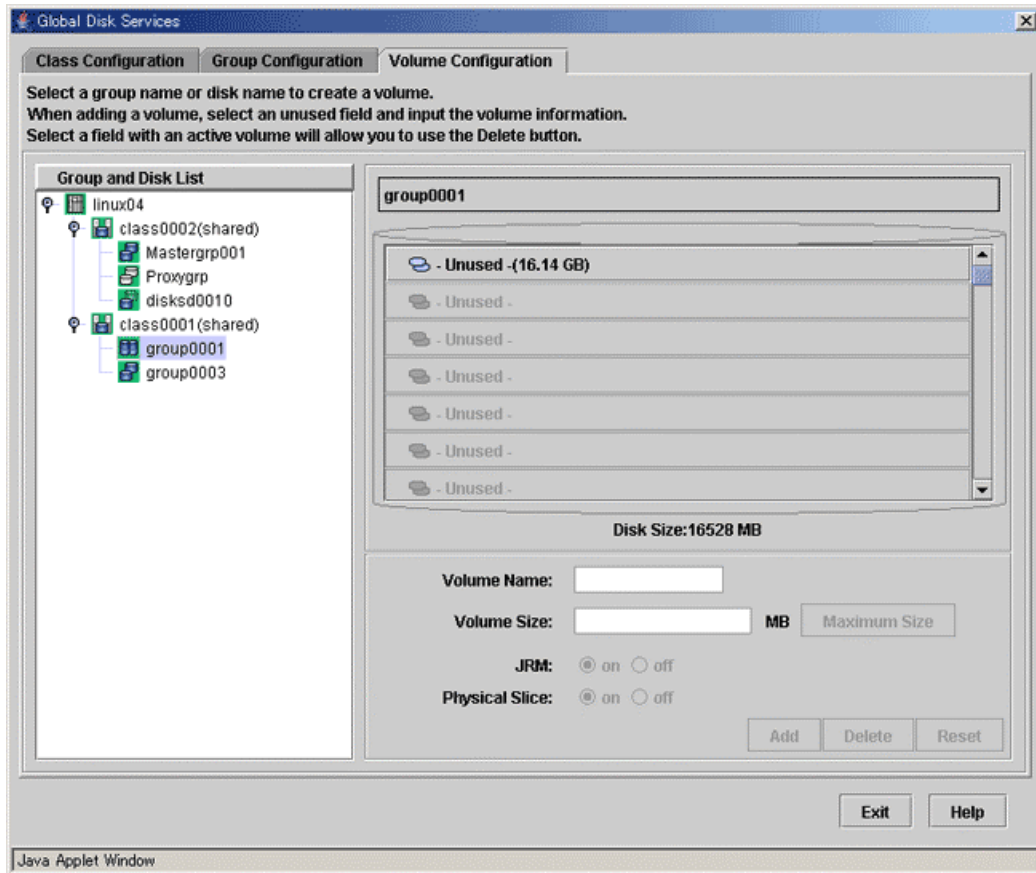 Global Disk Services
Class Configuration Group Configuration Volume Configuration
Select a group name or disk name to create a volume.
When adding a volume, select an unused field and input the volume information.
Select a field with an active volume will allow you to use the Delete button.
Group and Disk List
linux04
class0002(shared)
Mastergrp001
Proxygrp
disksd0010
class0001(shared)
group0001
group0003
group0001
- Unused -(16.14 GB)
- Unused -
- Unused -
- Unused -
- Unused -
- Unused -
- Unused -
Disk Size:16528 MB
Volume Name:
Volume Size: MB Maximum Size
JRM: on off
Physical Slice: on off
Add Delete Reset
Exit Help
Java Applet Window